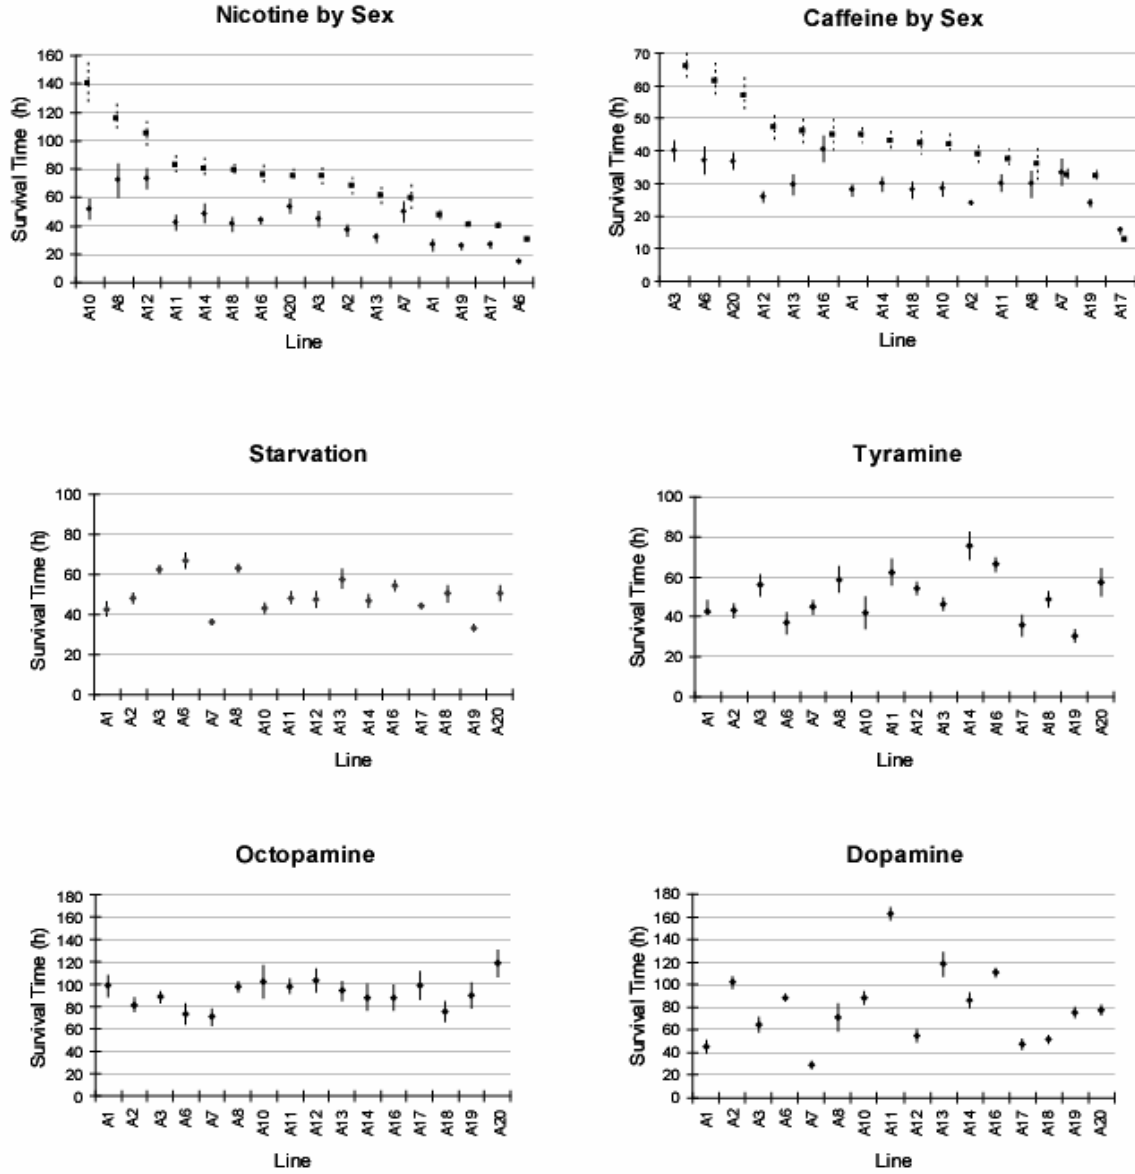 Nicotine by Sex
Survival Time (h)
160
140
120
100
80
60
40
20
0
A10 A8 A12 A11 A14 A18 A16 A20 A3 A2 A13 A7 A1 A19 A17 A6
Line
Caffeine by Sex
Survival Time (h)
70
60
50
40
30
20
10
0
A3 A6 A20 A12 A13 A16 A1 A14 A18 A10 A2 A11 A8 A7 A19 A17
Line
Starvation
Survival Time (h)
100
80
60
40
20
0
A1 A2 A3 A6 A7 A8 A10 A11 A12 A13 A14 A16 A17 A18 A19 A20
Line
Tyramine
Survival Time (h)
100
80
60
40
20
0
A1 A2 A3 A6 A7 A8 A10 A11 A12 A13 A14 A16 A17 A18 A19 A20
Line
Octopamine
Survival Time (h)
180
160
140
120
100
80
60
40
20
0
A1 A2 A3 A6 A7 A8 A10 A11 A12 A13 A14 A16 A17 A18 A19 A20
Line
Dopamine
Survival Time (h)
180
160
140
120
100
80
60
40
20
0
A1 A2 A3 A6 A7 A8 A10 A11 A12 A13 A14 A16 A17 A18 A19 A20
Line